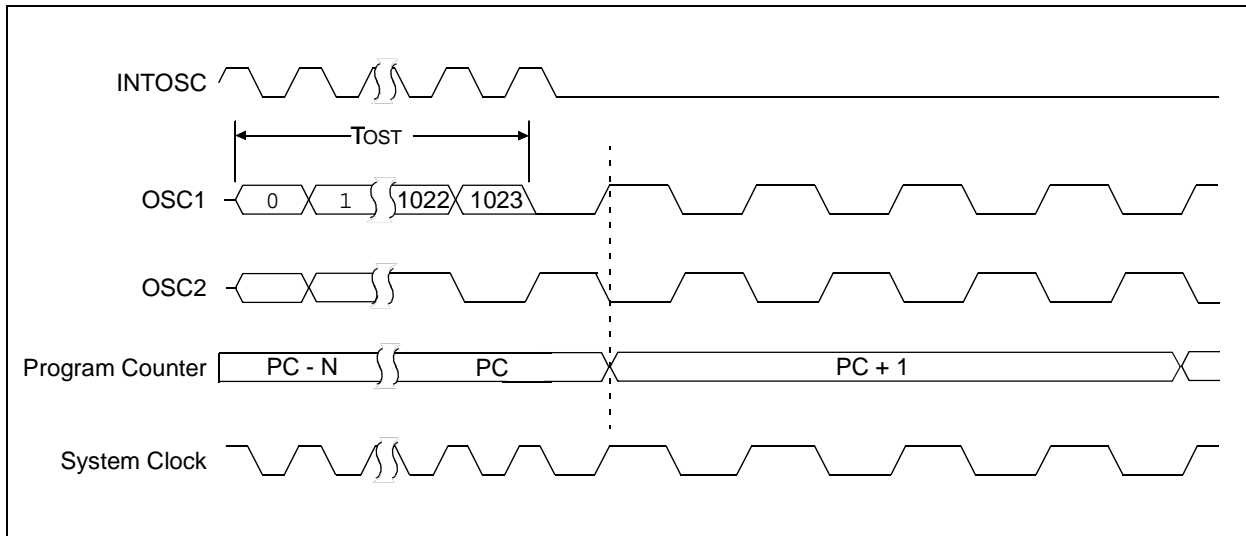 INTOSC
TOST
OSC1 0 1 1022 1023
OSC2
Program Counter PC - N PC PC + 1
System Clock